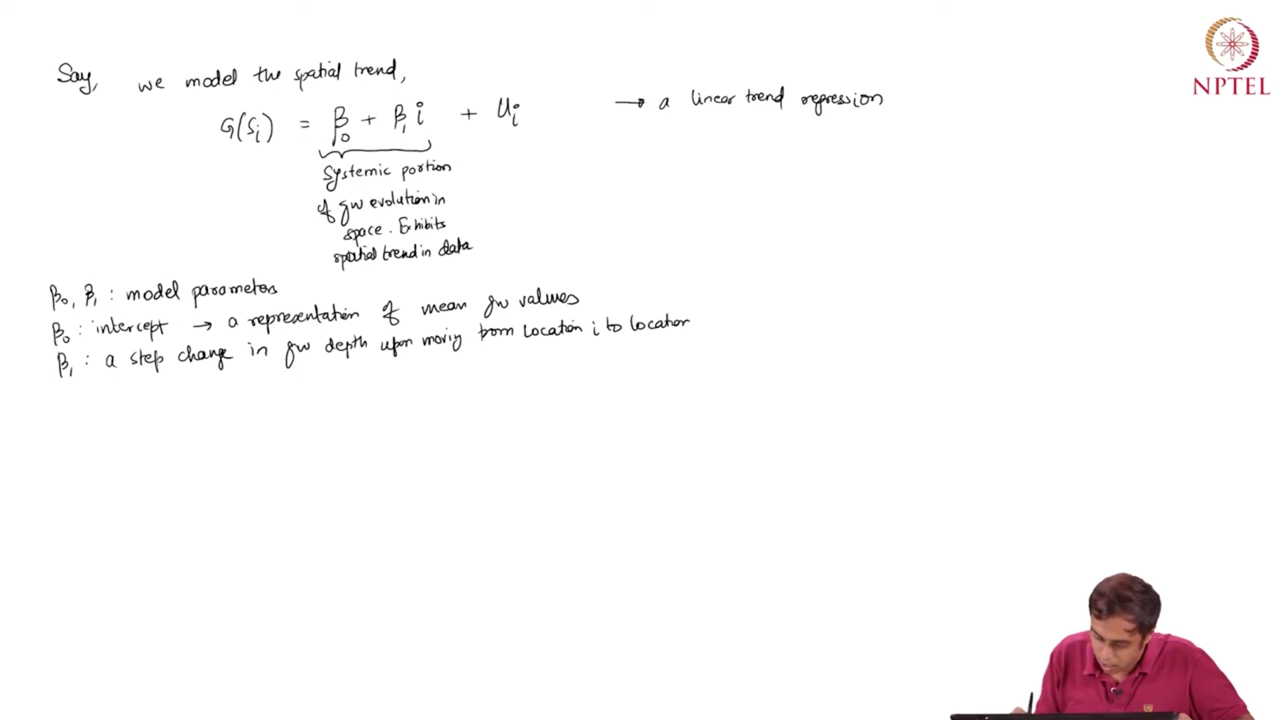 Say, we model the spatial trend,
G(Si) = β0 + β1 i + Ui → a linear trend regression
Systemic portion
of gw evolution in
space. Exhibits
spatial trend in data
β0, β1 : model parameters
β0 : intercept → a representation of mean gw values
β1 : a step change in gw depth upon moving from location i to location
NPTEL